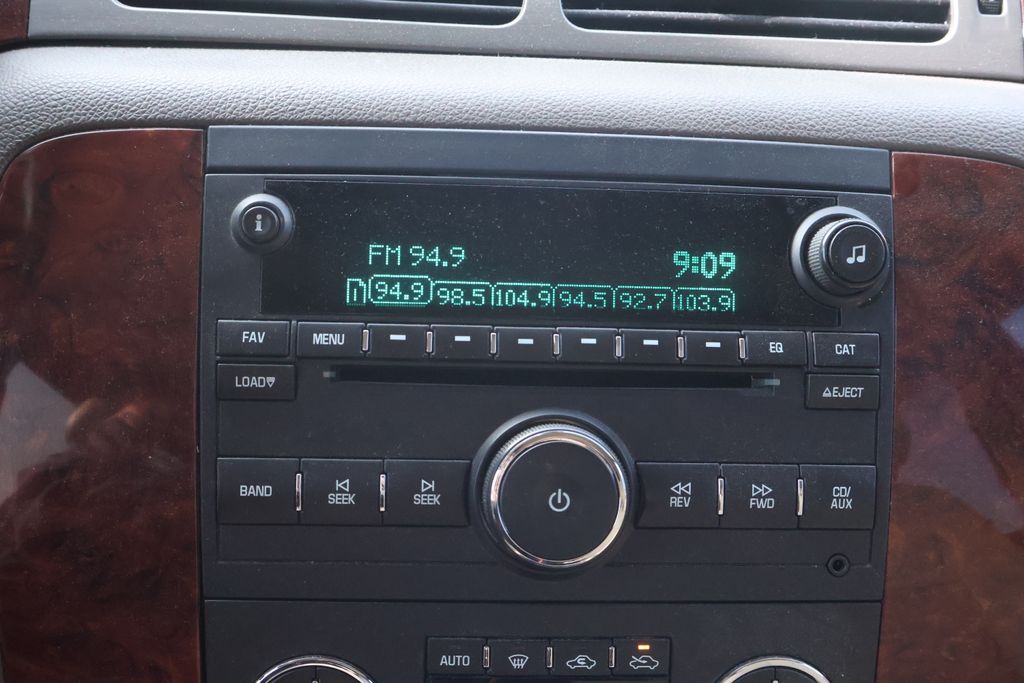 i
FM 94.9 9:09
1 94.9 98.5 104.9 94.5 92.7 103.9
FAV MENU EQ CAT
LOAD EJECT
BAND SEEK SEEK REV FWD CD/
AUX
AUTO